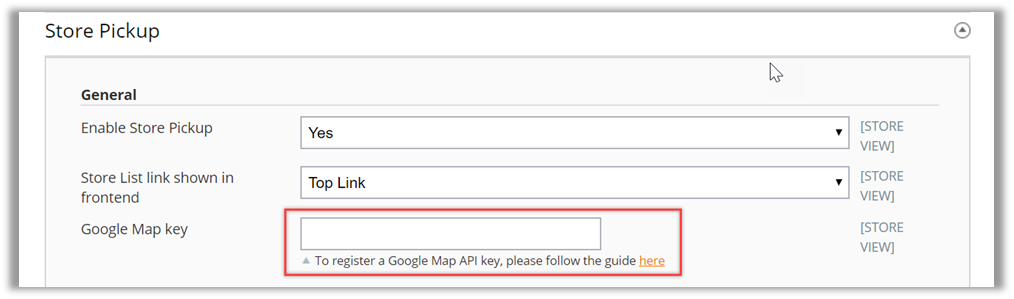 Store Pickup
General
Enable Store Pickup
Yes
[STORE
VIEW]
Store List link shown in
frontend
Top Link
[STORE
VIEW]
Google Map key
[STORE
VIEW]
To register a Google Map API key, please follow the guide here